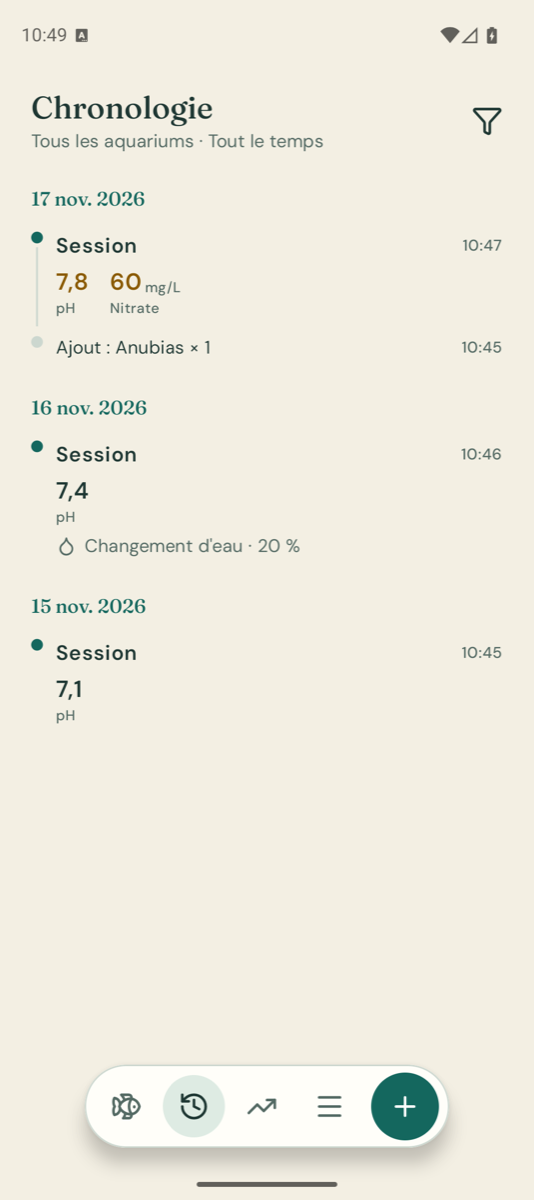 10:49
Chronologie
Tous les aquariums · Tout le temps
17 nov. 2026
Session 10:47
7,8 60 mg/L
pH Nitrate
Ajout : Anubias × 1 10:45
16 nov. 2026
Session 10:46
7,4
pH
Changement d'eau · 20 %
15 nov. 2026
Session 10:45
7,1
pH